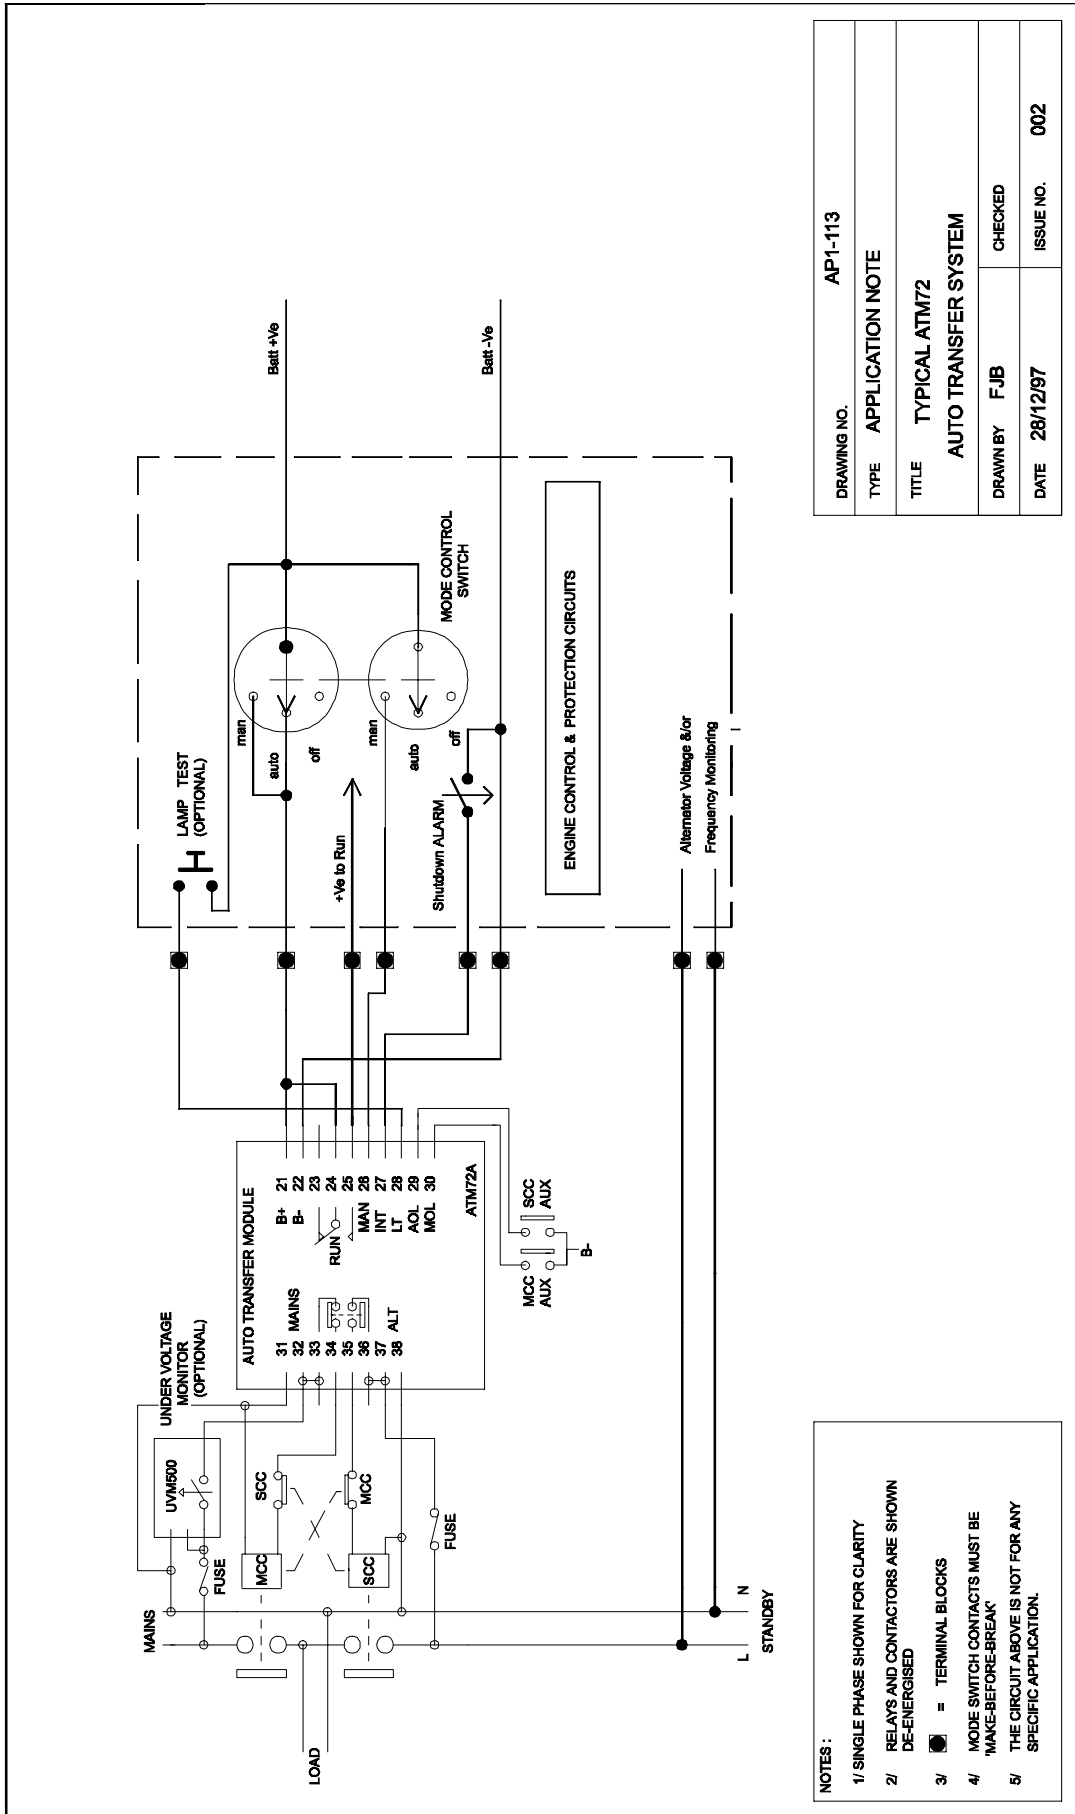 MAINS
LOAD
L
N
STANDBY
FUSE
FUSE
UVM500
UNDER VOLTAGE
MONITOR
(OPTIONAL)
MCC
SCC
SCC
MCC
AUTO TRANSFER MODULE
31
32
33
34
35
36
37
38
MAINS
ALT
B+
B-
RUN
MAN
INT
LT
AOL
MOL
21
22
23
24
25
26
27
28
29
30
ATM72A
MCC
AUX
SCC
AUX
B-
LAMP TEST
(OPTIONAL)
man
auto
off
+Ve to Run
man
auto
off
Shutdown ALARM
MODE CONTROL
SWITCH
ENGINE CONTROL & PROTECTION CIRCUITS
Alternator Voltage &/or
Frequency Monitoring
Batt +Ve
Batt -Ve
NOTES :
1/ SINGLE PHASE SHOWN FOR CLARITY
2/ RELAYS AND CONTACTORS ARE SHOWN
DE-ENERGISED
3/ = TERMINAL BLOCKS
4/ MODE SWITCH CONTACTS MUST BE
'MAKE-BEFORE-BREAK'
5/ THE CIRCUIT ABOVE IS NOT FOR ANY
SPECIFIC APPLICATION.
DRAWING NO. AP1-113
TYPE APPLICATION NOTE
TITLE TYPICAL ATM72
AUTO TRANSFER SYSTEM
DRAWN BY FJB
CHECKED
DATE 28/12/97
ISSUE NO. 002